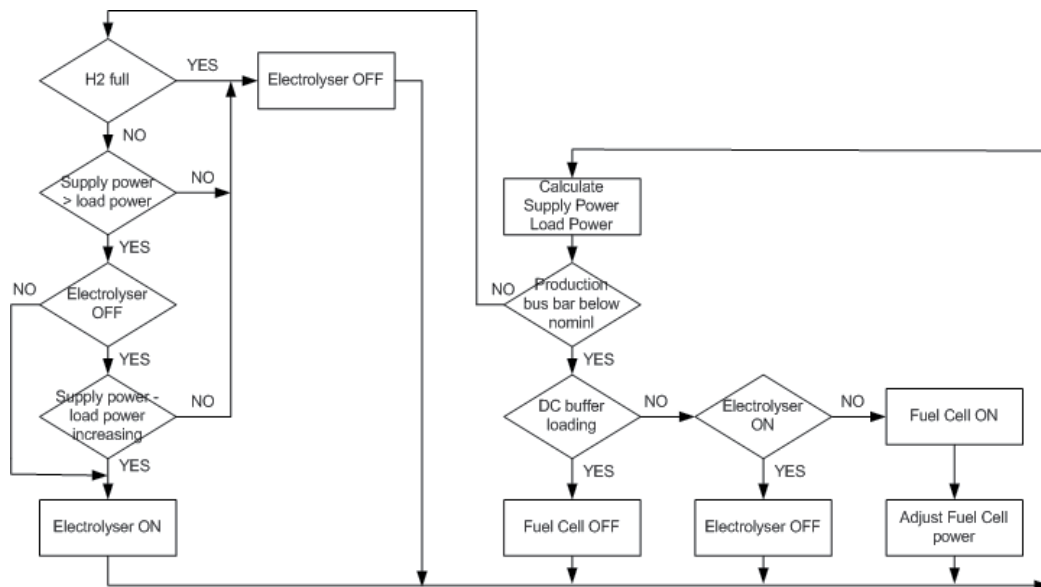 H2 full
YES
Electrolyser OFF
NO
Supply power
> load power
NO
YES
NO
Electrolyser
OFF
YES
Supply power -
load power
increasing
NO
YES
Electrolyser ON
Calculate
Supply Power
Load Power
NO
Production
bus bar below
nominl
YES
DC buffer
loading
NO
Electrolyser
ON
NO
Fuel Cell ON
YES
YES
Fuel Cell OFF
Electrolyser OFF
Adjust Fuel Cell
power